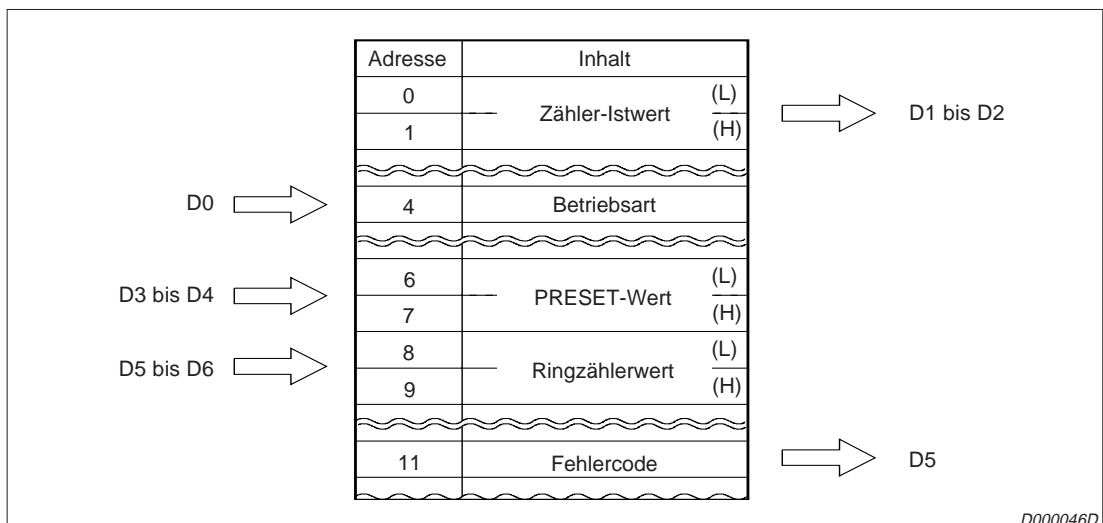 Adresse Inhalt
0 (L)
Zähler-Istwert D1 bis D2
1 (H)
D0 4 Betriebsart
6 (L)
D3 bis D4 PRESET-Wert
7 (H)
8 (L)
D5 bis D6 Ringzählerwert
9 (H)
11 Fehlercode D5
D000046D